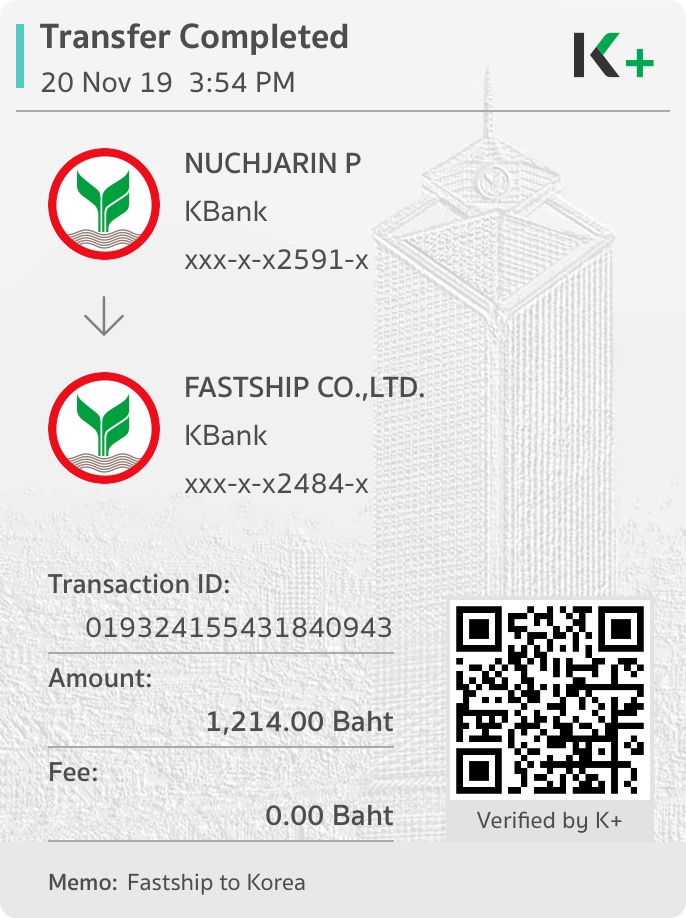 Transfer Completed
20 Nov 19 3:54 PM
K+
NUCHJARIN P
KBank
xxx-x-x2591-x
FASTSHIP CO.,LTD.
KBank
xxx-x-x2484-x
Transaction ID:
019324155431840943
Amount:
1,214.00 Baht
Fee:
0.00 Baht
Verified by K+
Memo: Fastship to Korea